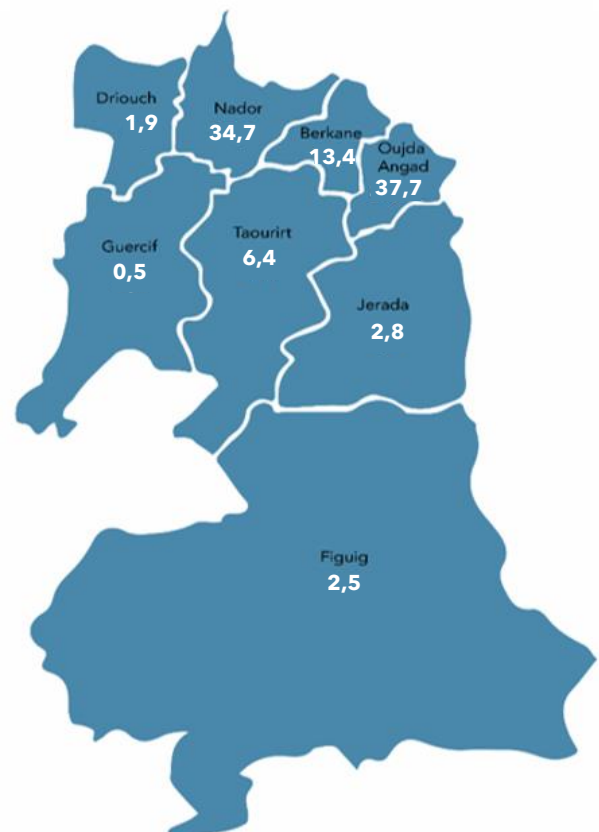 Driouch
1,9
Nador
34,7
Berkane
13,4
Oujda
Angad
37,7
Guercif
0,5
Taourirt
6,4
Jerada
2,8
Figuig
2,5